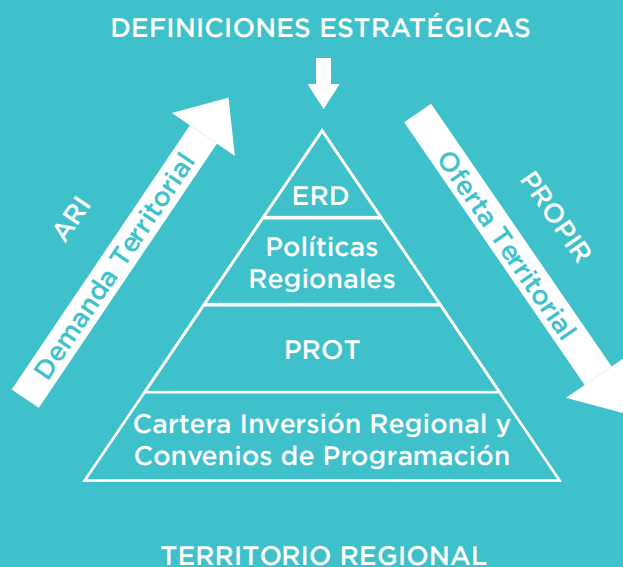 DEFINICIONES ESTRATÉGICAS
ARI
Demanda Territorial
Oferta Territorial
PROPIR
ERD
Políticas
Regionales
PROT
Cartera Inversión Regional y
Convenios de Programación
TERRITORIO REGIONAL